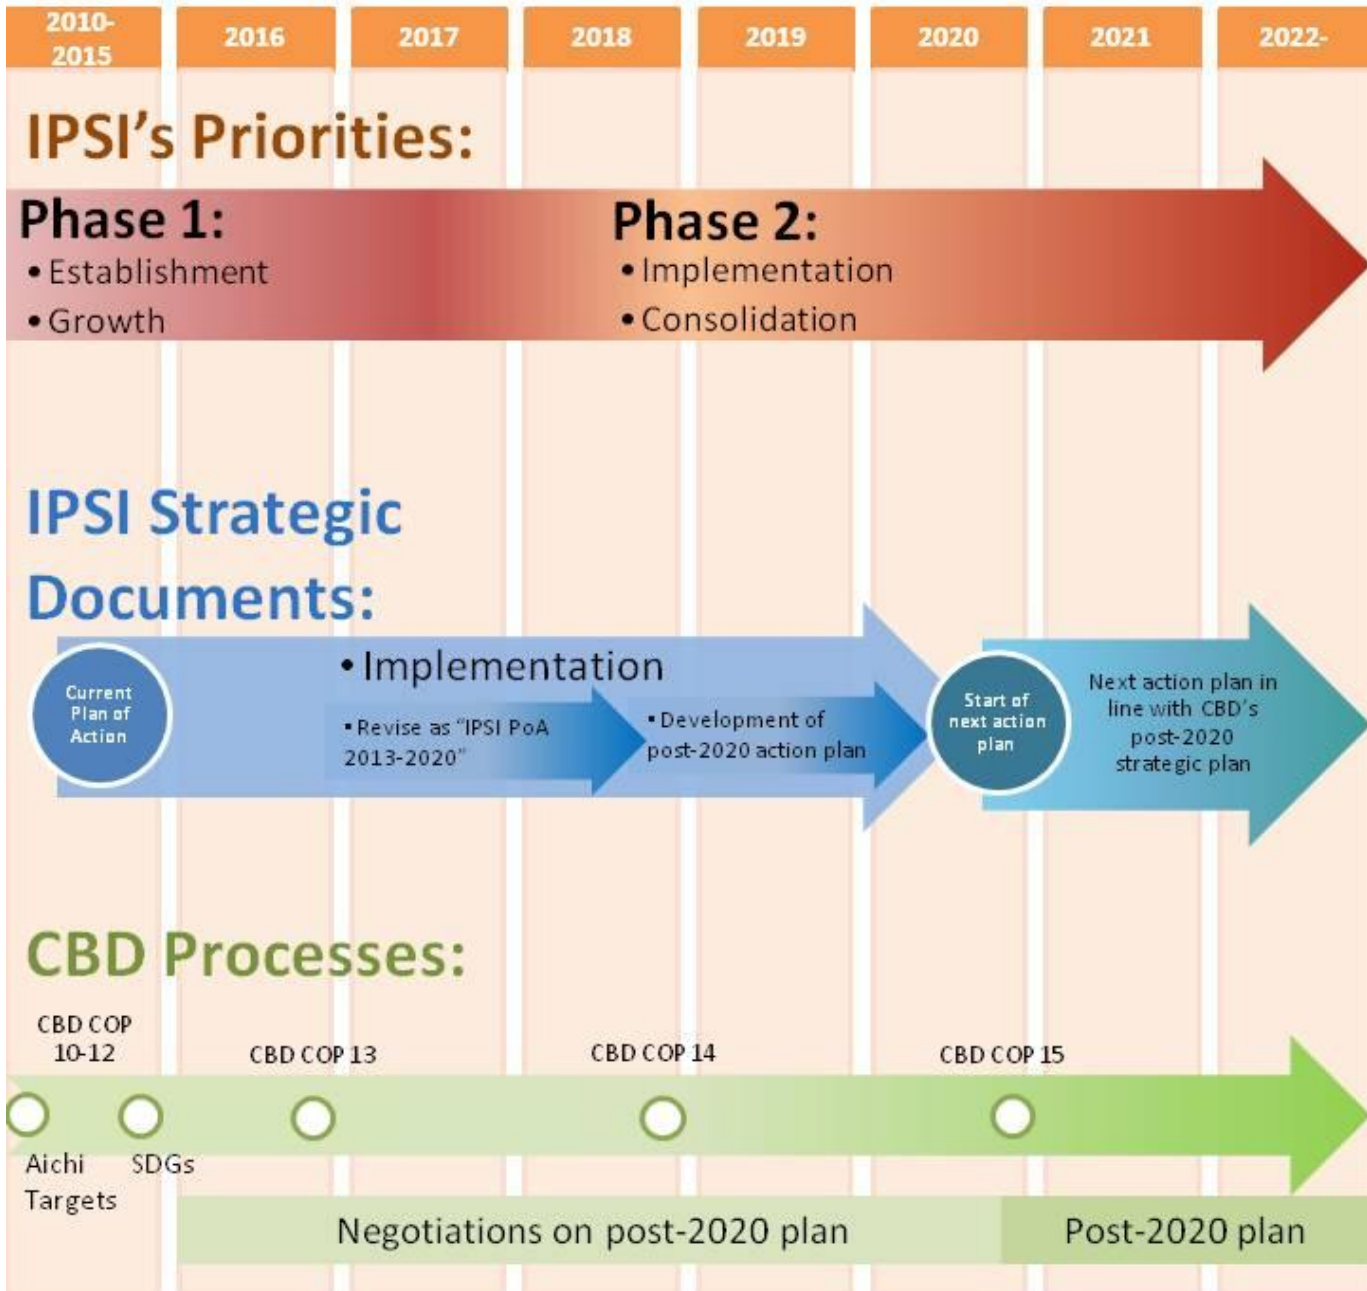 2010-
2015
2016
2017
2018
2019
2020
2021
2022-
IPSI's Priorities:
Phase 1:
• Establishment
• Growth
Phase 2:
• Implementation
• Consolidation
IPSI Strategic
Documents:
Current
Plan of
Action
• Implementation
▪ Revise as "IPSI PoA
2013-2020"
▪ Development of
post-2020 action plan
Start of
next action
plan
Next action plan in
line with CBD's
post-2020
strategic plan
CBD Processes:
CBD COP
10-12
CBD COP 13
CBD COP 14
CBD COP 15
Aichi
Targets
SDGs
Negotiations on post-2020 plan
Post-2020 plan